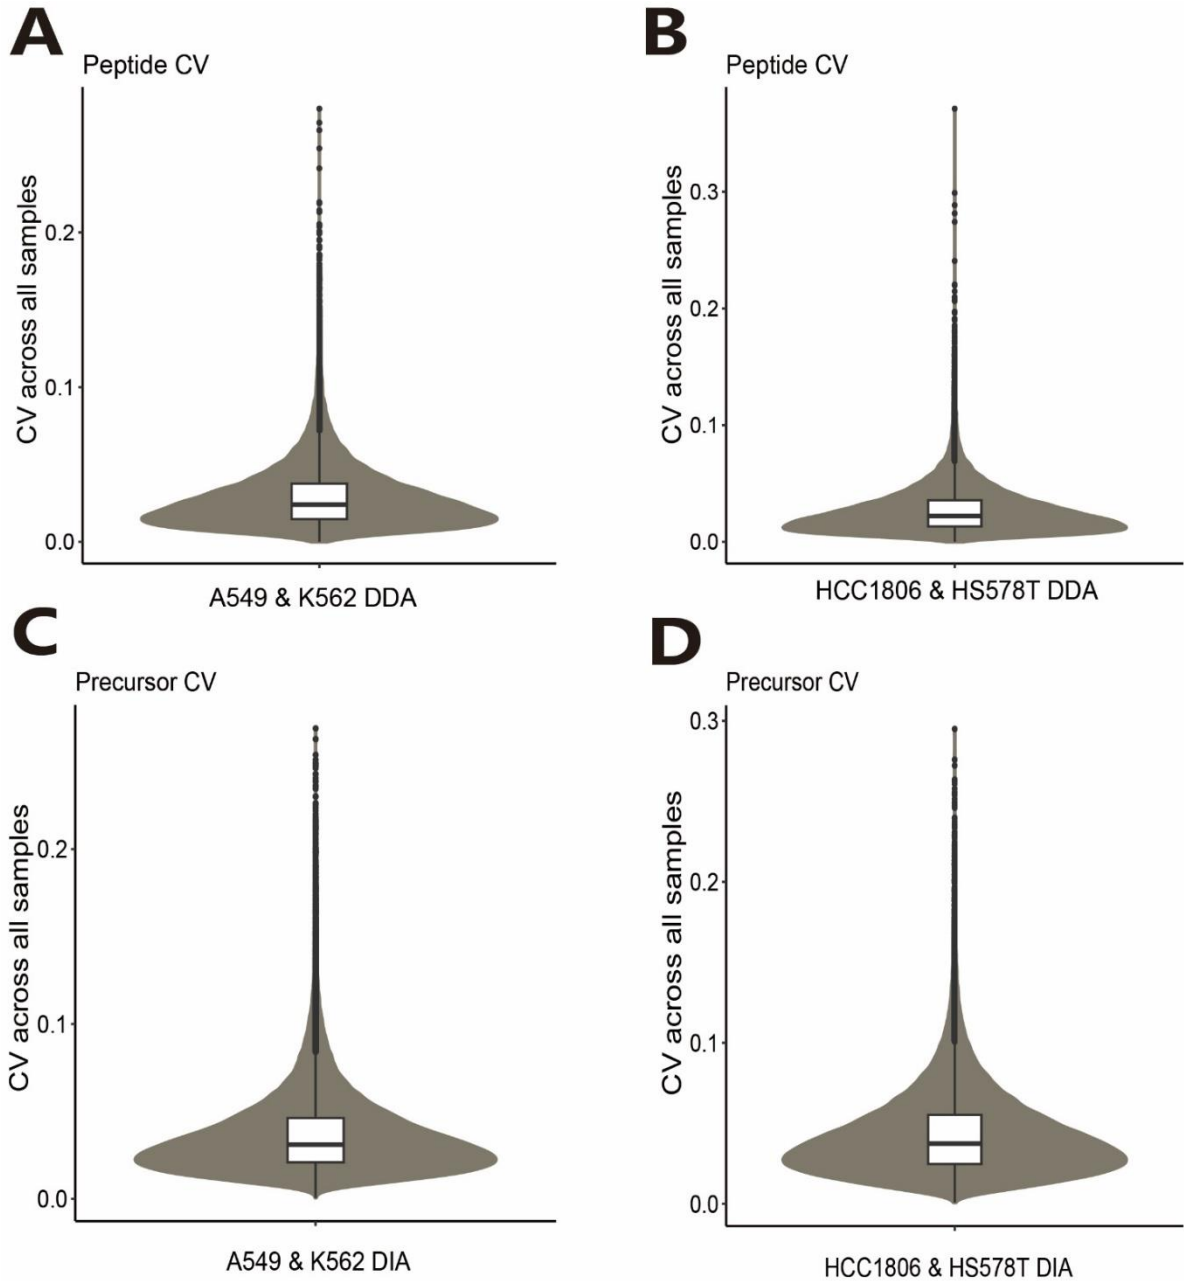 A
Peptide CV
CV across all samples
0.2
0.1
0.0
A549 & K562 DDA
B
Peptide CV
CV across all samples
0.3
0.2
0.1
0.0
HCC1806 & HS578T DDA
C
Precursor CV
CV across all samples
0.2
0.1
0.0
A549 & K562 DIA
D
Precursor CV
CV across all samples
0.3
0.2
0.1
0.0
HCC1806 & HS578T DIA